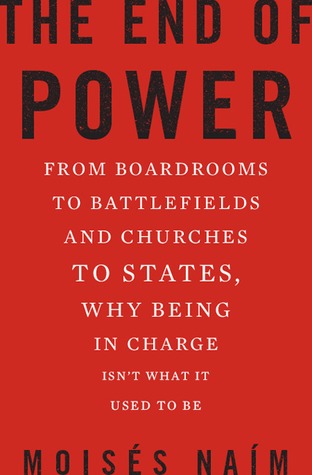 THE END OF
POWER
FROM BOARDROOMS
TO BATTLEFIELDS
AND CHURCHES
TO STATES,
WHY BEING
IN CHARGE
ISN'T WHAT IT
USED TO BE
MOISÉS NAÍM